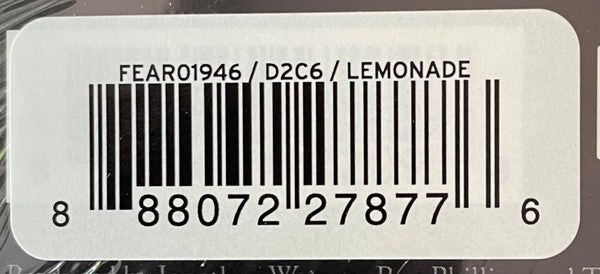 FEAR01946 / D2C6 / LEMONADE
8 88072 27877 6